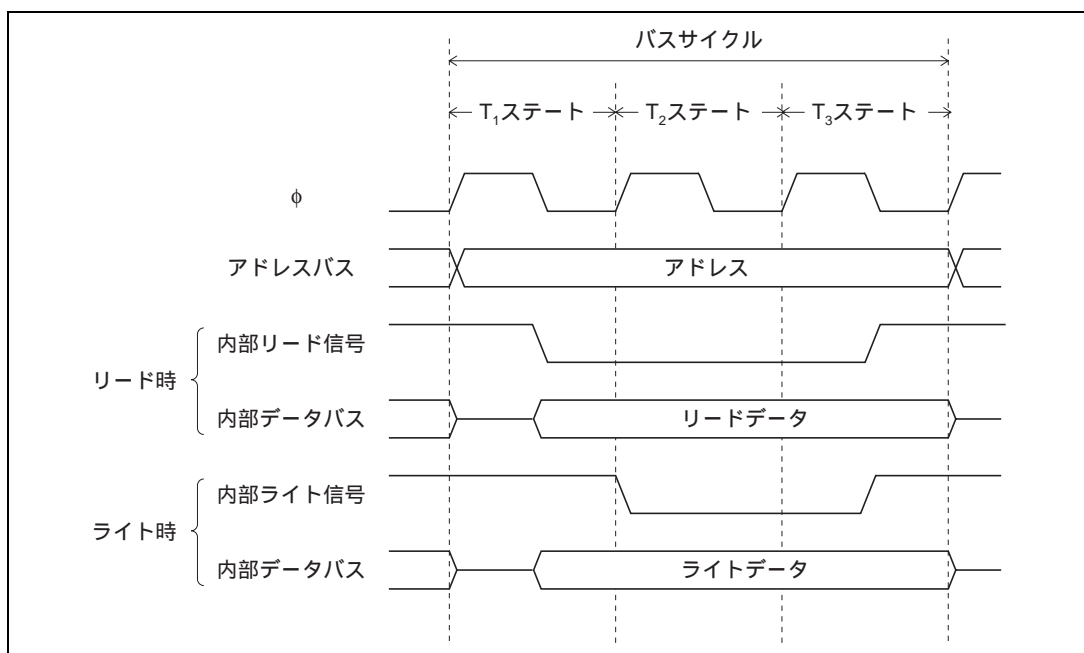 バスサイクル
T₁ステート
T₂ステート
T₃ステート
φ
アドレスバス
アドレス
リード時
内部リード信号
内部データバス
リードデータ
ライト時
内部ライト信号
内部データバス
ライトデータ